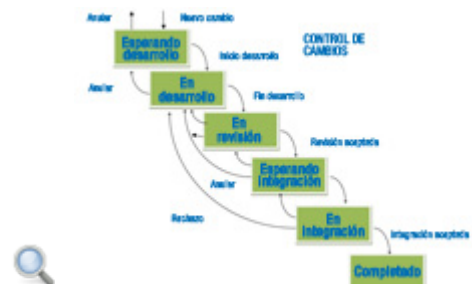 Anular
Nuevo cambio
CONTROL DE
CAMBIOS
Esperando
desarrollo
Inicio desarrollo
Anular
En
desarrollo
Fin desarrollo
En
revisión
Revisión aceptada
Esperando
integración
Anular
Rechazo
En
integración
Integración aceptada
Completado